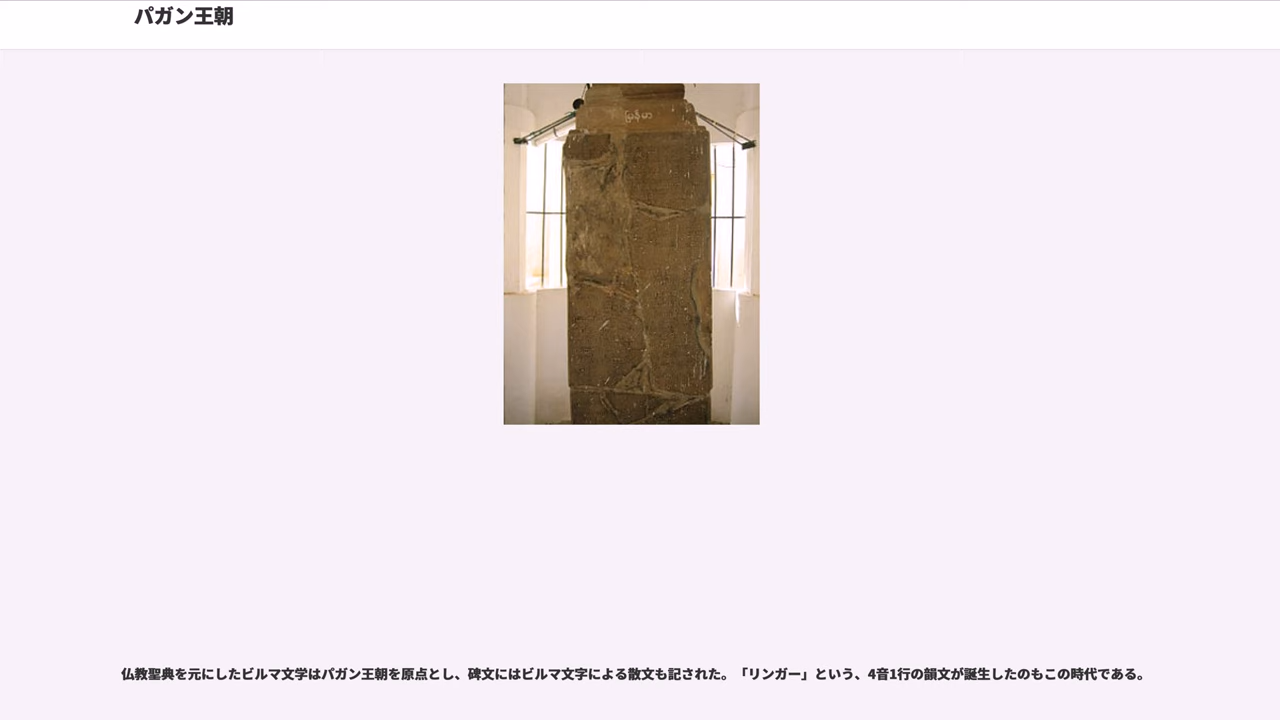 パガン王朝
မြန်မာ
仏教聖典を元にしたビルマ文学はパガン王朝を原点とし、碑文にはビルマ文字による散文も記された。「リンガー」という、4音1行の韻文が誕生したのもこの時代である。